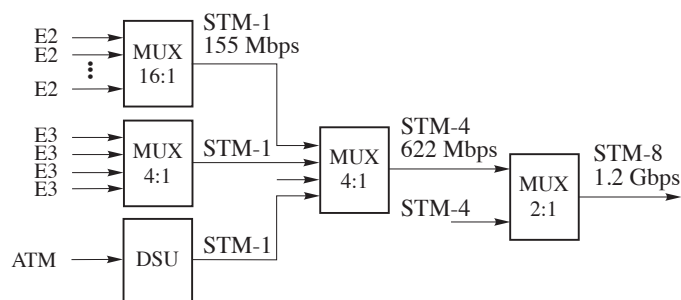 STM-1
155 Mbps
E2
E2
E2
MUX
16:1
E3
E3
E3
E3
MUX
4:1
STM-1
MUX
4:1
STM-4
622 Mbps
STM-8
1.2 Gbps
MUX
2:1
STM-4
STM-1
ATM
DSU